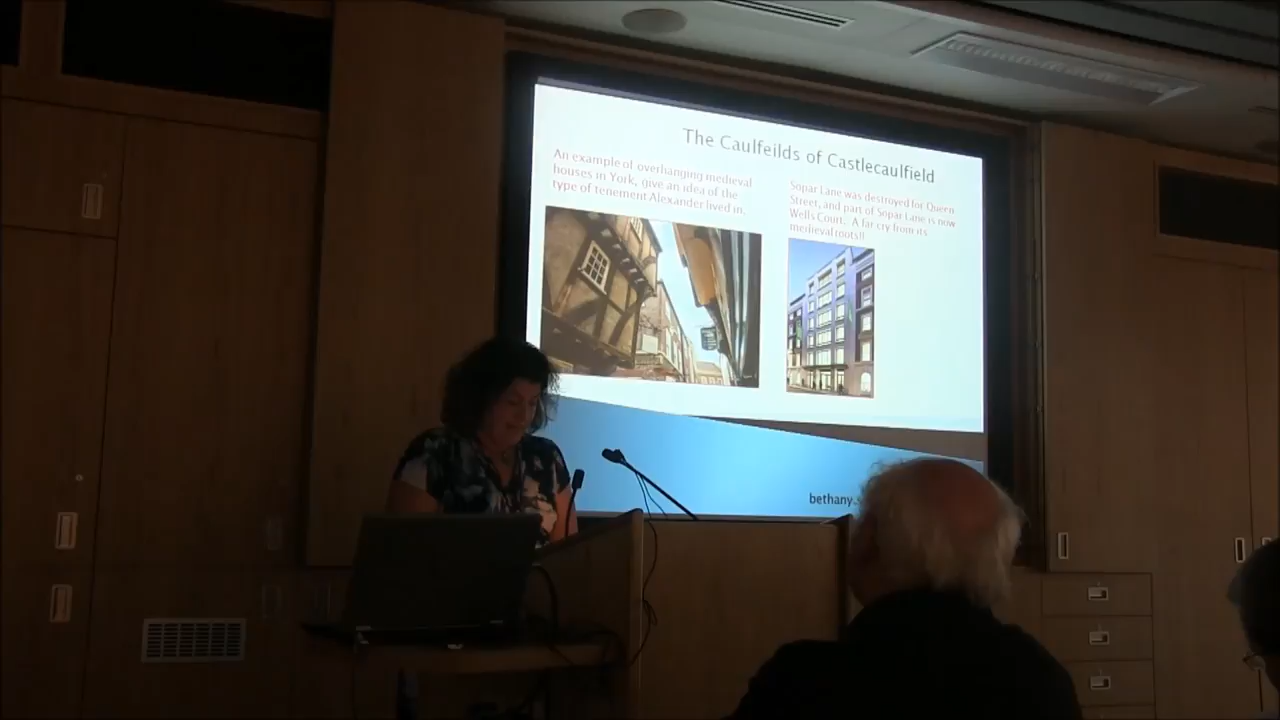 The Caulfeilds of Castlecaulfield
An example of overhanging medieval
houses in York, give an idea of the
type of tenement Alexander lived in.
Sopar Lane was destroyed for Queen
Street, and part of Sopar Lane is now
Wells Court. A far cry from its
medieval roots!!
bethany.